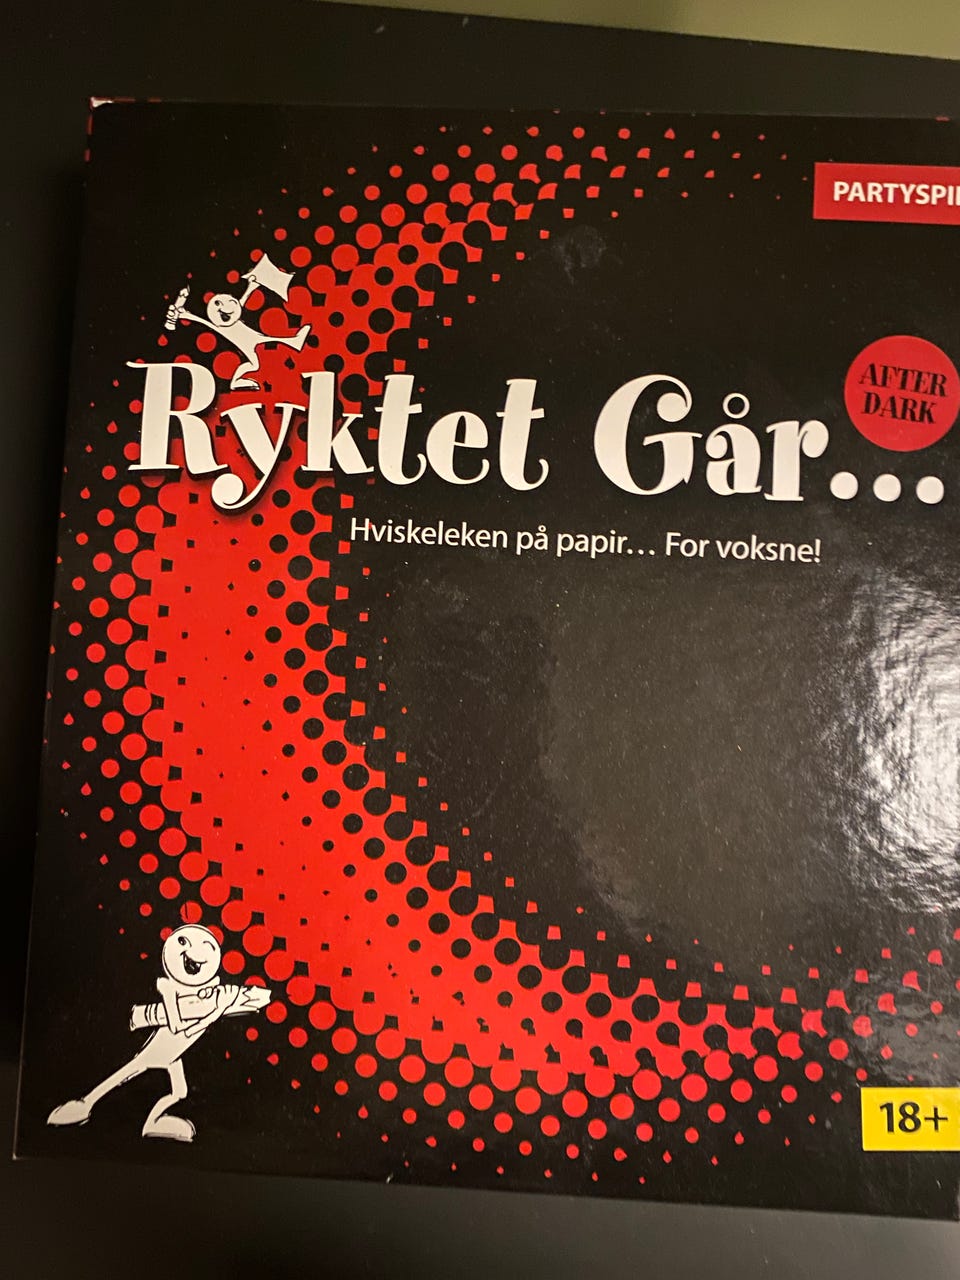 PARTYSPI
AFTER
DARK
Ryktet Går...
Hviskeleken på papir... For voksne!
18+